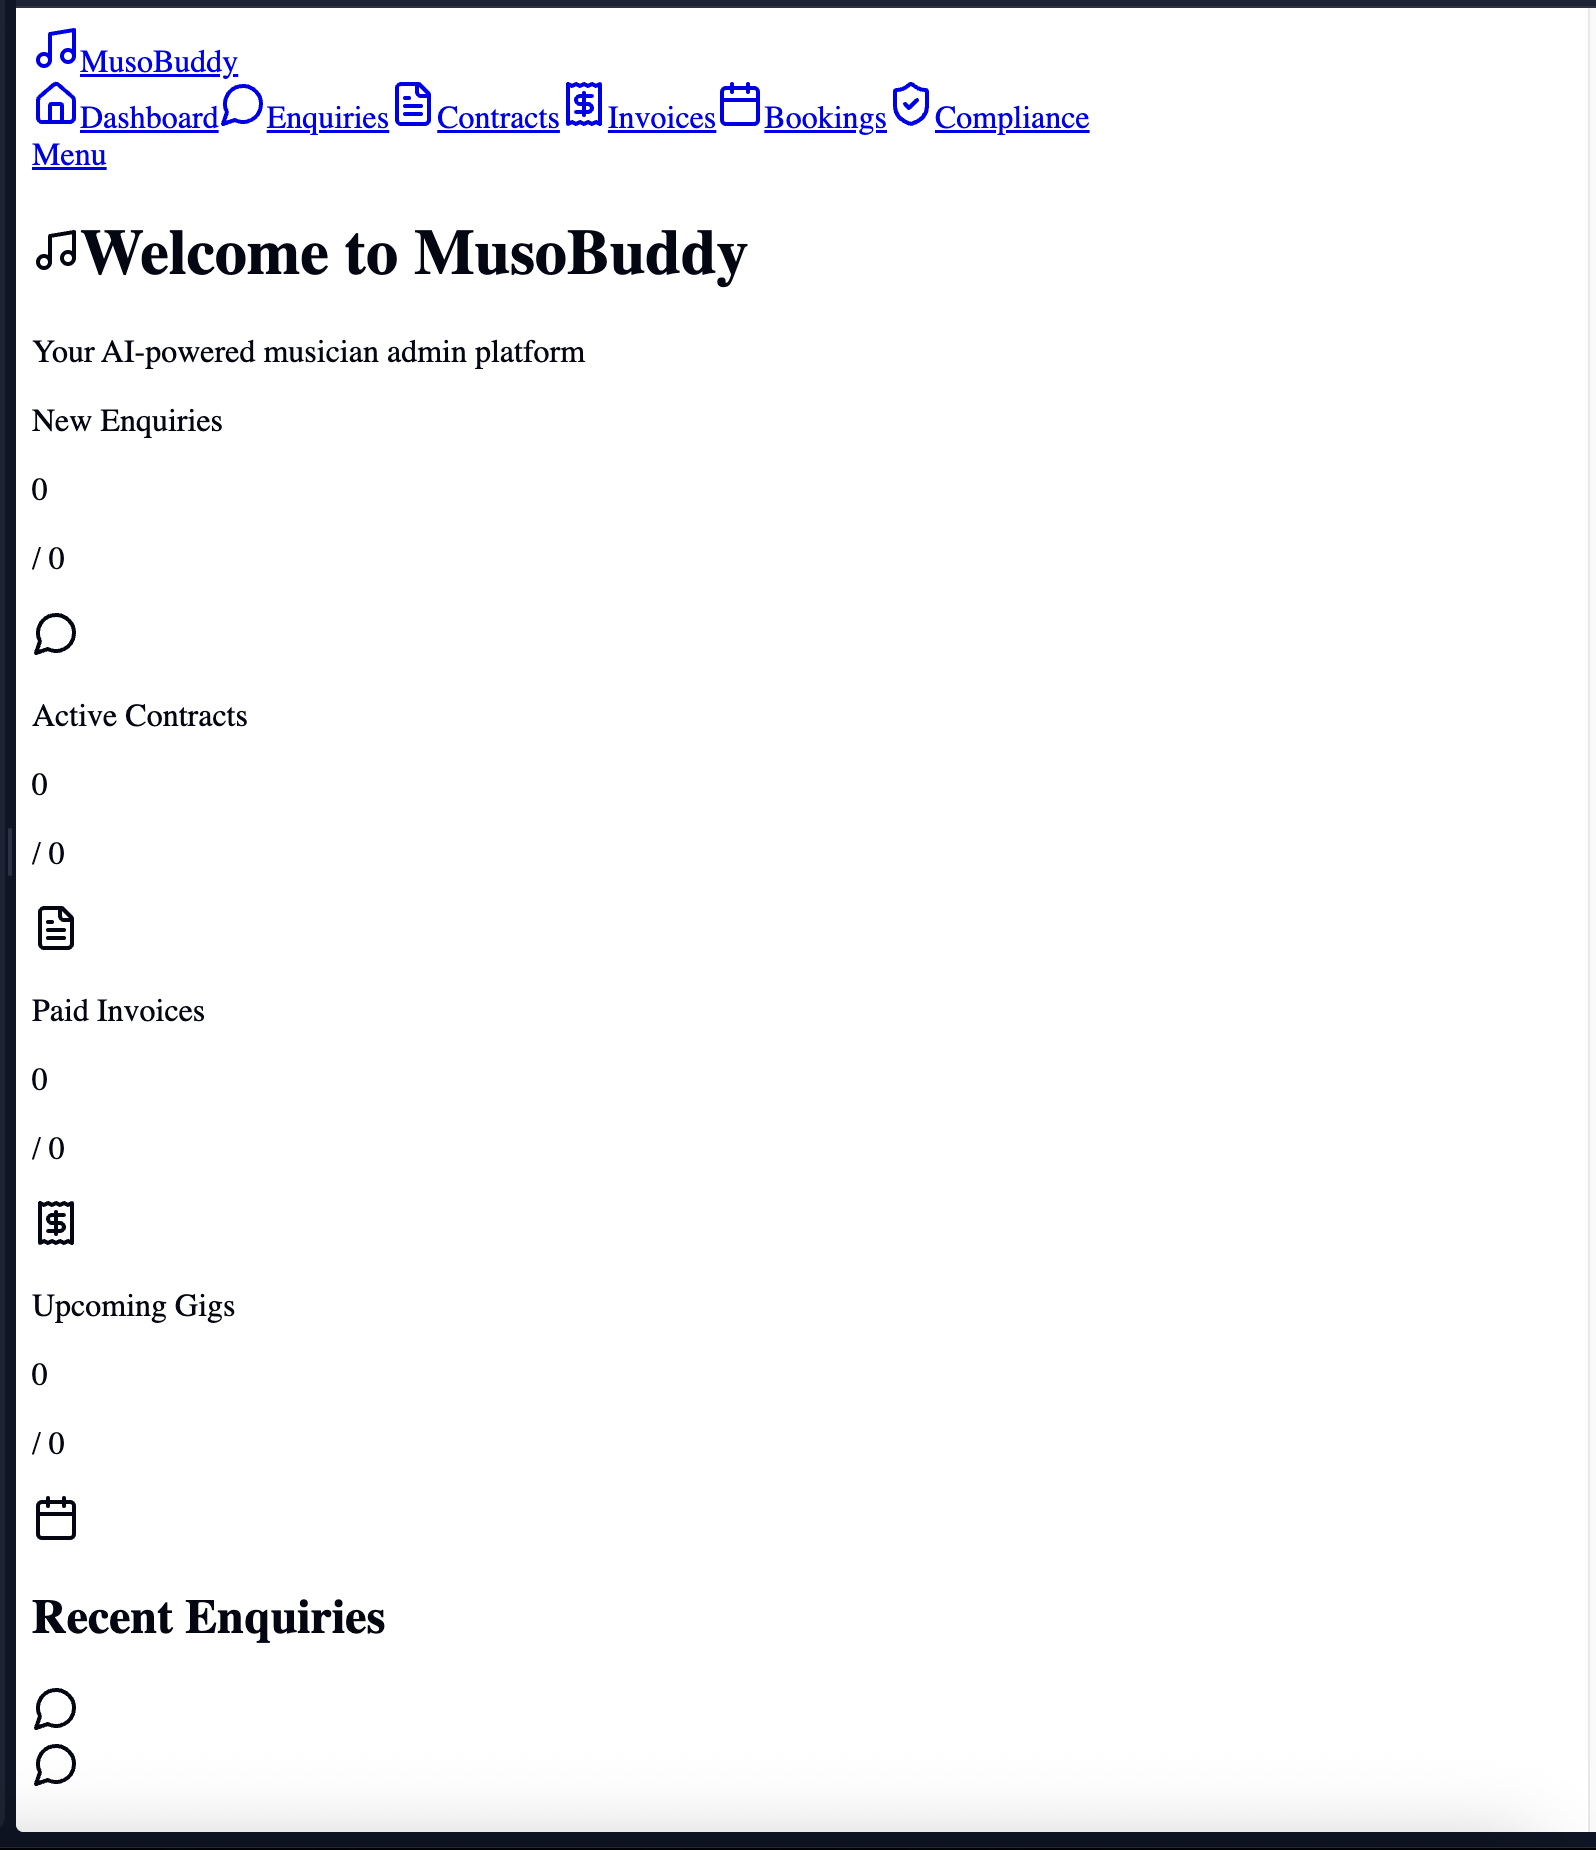 MusoBuddy
Dashboard Enquiries Contracts Invoices Bookings Compliance
Menu
Welcome to MusoBuddy
Your AI-powered musician admin platform
New Enquiries
0
/ 0
Active Contracts
0
/ 0
Paid Invoices
0
/ 0
Upcoming Gigs
0
/ 0
Recent Enquiries